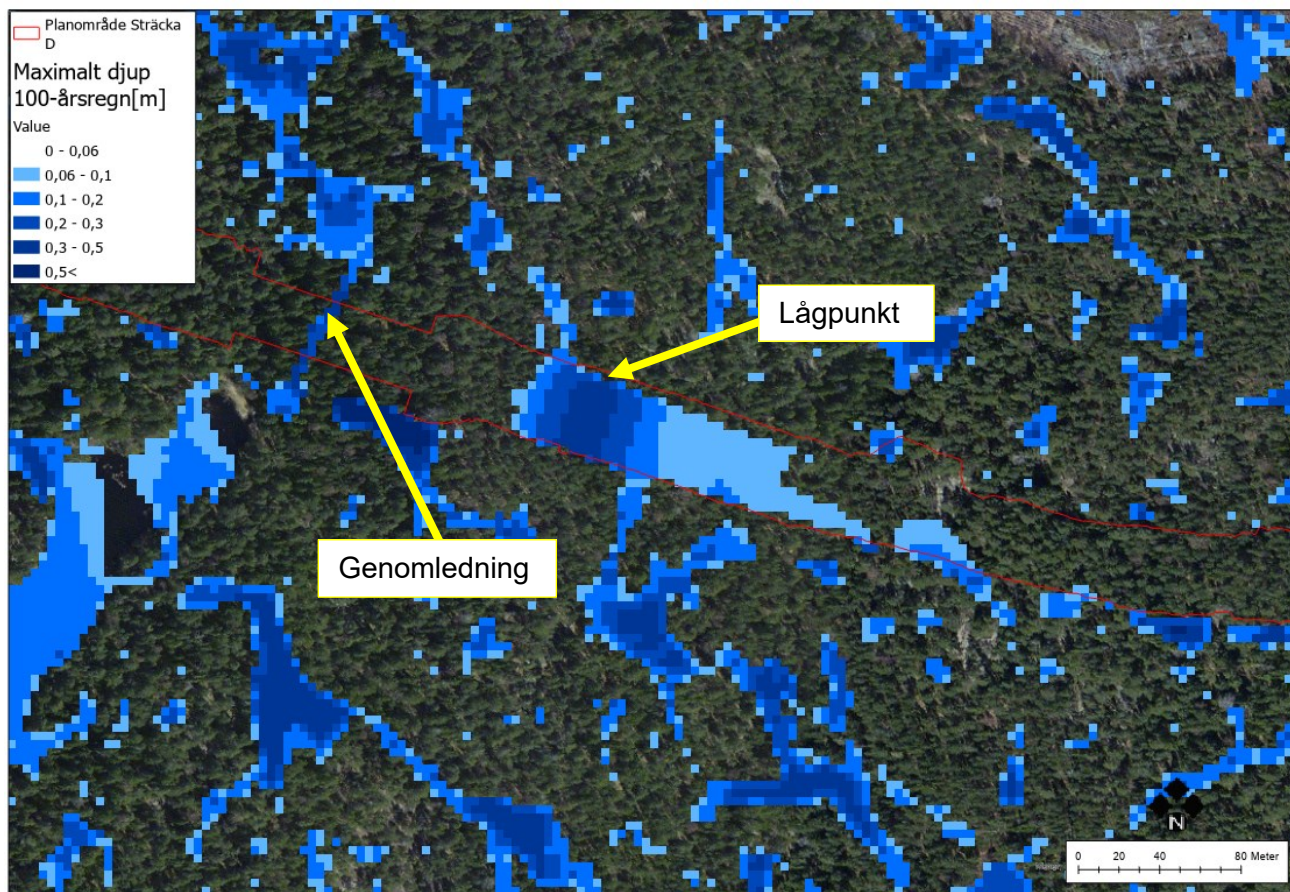 Planområde Sträcka
D
Maximalt djup
100-årsregn[m]
Value
0 - 0,06
0,06 - 0,1
0,1 - 0,2
0,2 - 0,3
0,3 - 0,5
0,5<
Lågpunkt
Genomledning
N
0 20 40 80 Meter